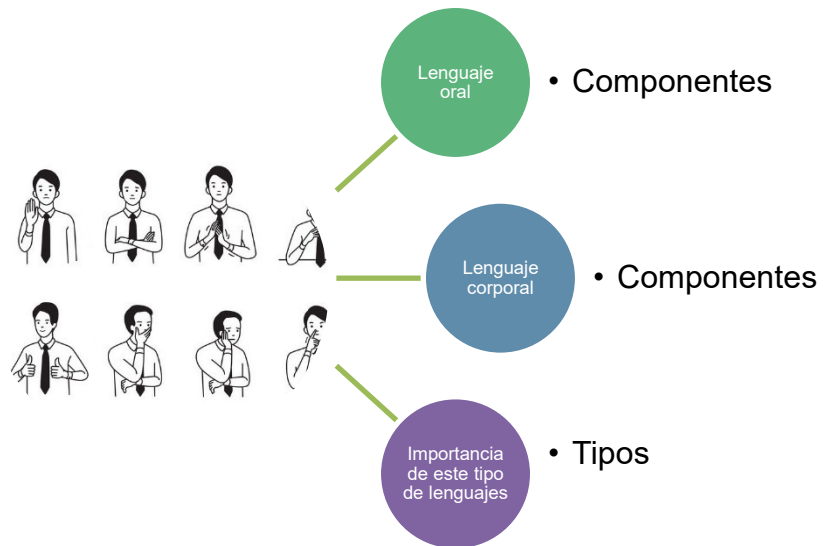 Lenguaje
oral
• Componentes
Lenguaje
corporal
• Componentes
Importancia
de este tipo
de lenguajes
• Tipos